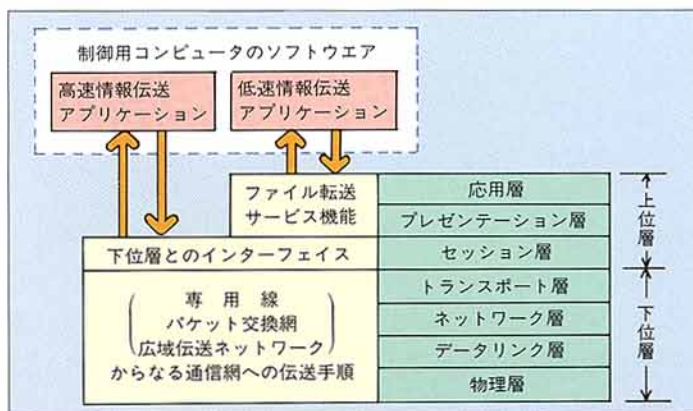 制御用コンピュータのソフトウエア
高速情報伝送
アプリケーション
低速情報伝送
アプリケーション
ファイル転送
サービス機能
下位層とのインターフェイス
専用線
パケット交換網
広域伝送ネットワーク
からなる通信網への伝送手順
応用層
プレゼンテーション層
セッション層
トランスポート層
ネットワーク層
データリンク層
物理層
上位層
下位層